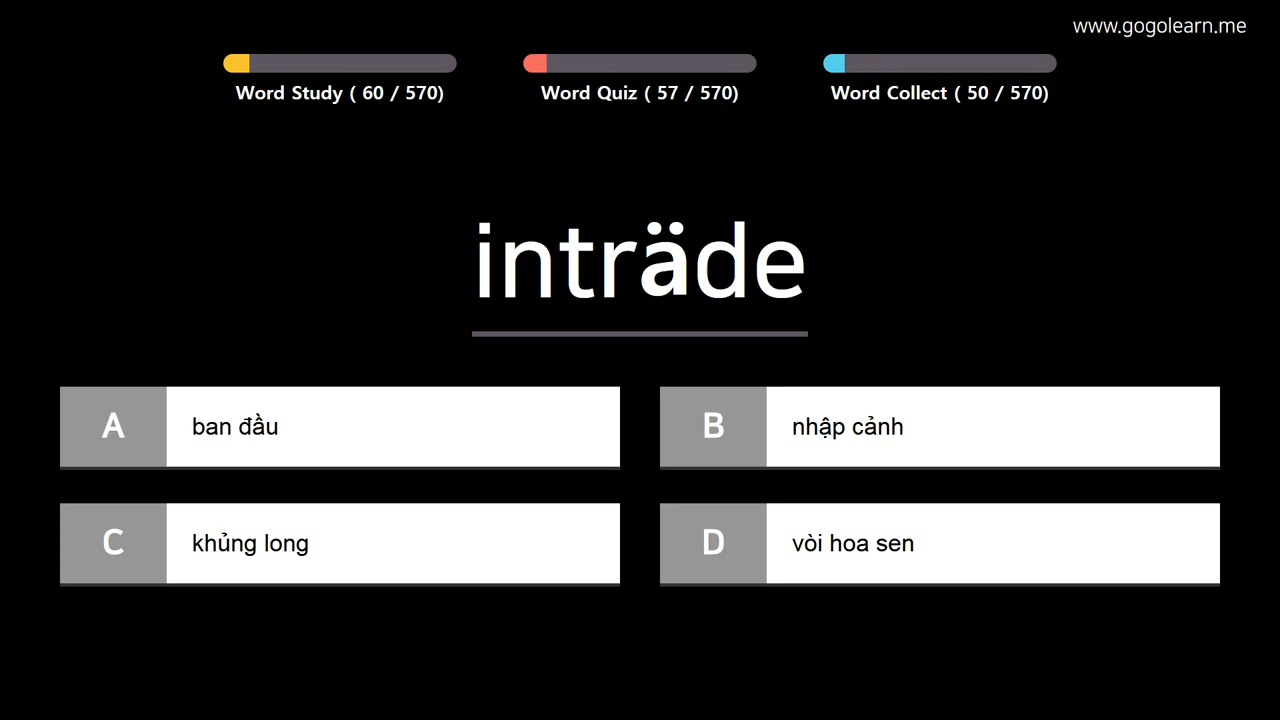 www.gogolearn.me
Word Study ( 60 / 570)
Word Quiz ( 57 / 570)
Word Collect ( 50 / 570)
inträde
A ban đầu
B nhập cảnh
C khủng long
D vòi hoa sen